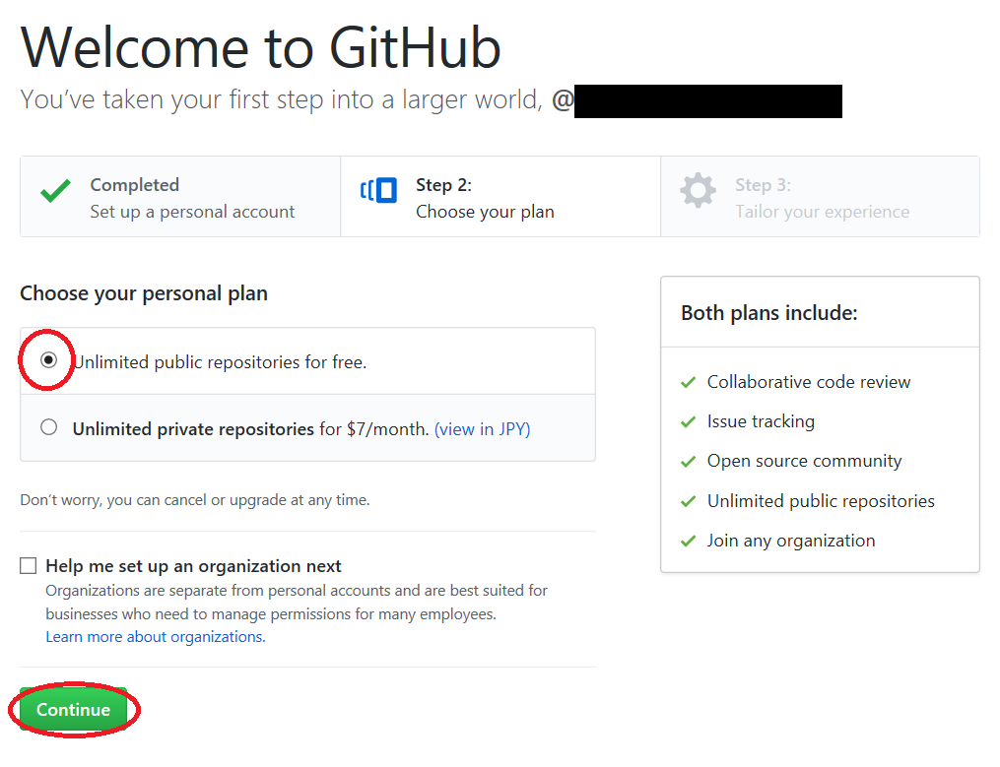 Welcome to GitHub
You’ve taken your first step into a larger world, @
Completed
Set up a personal account
Step 2:
Choose your plan
Step 3:
Tailor your experience
Choose your personal plan
Unlimited public repositories for free.
Unlimited private repositories for $7/month. (view in JPY)
Don’t worry, you can cancel or upgrade at any time.
Help me set up an organization next
Organizations are separate from personal accounts and are best suited for
businesses who need to manage permissions for many employees.
Learn more about organizations.
Continue
Both plans include:
Collaborative code review
Issue tracking
Open source community
Unlimited public repositories
Join any organization